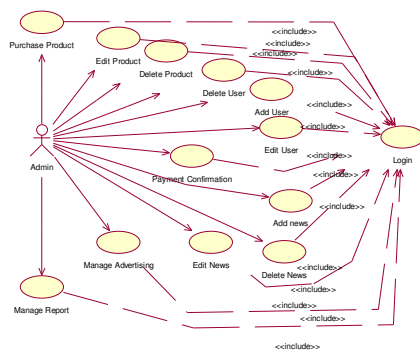 <<include>>
Purchase Product
Edit Product
<<include>>
Delete Product
<<include>>
Delete User
<<include>>
Add User
<<include>>
Edit User
Login
Admin
<<include>>
Payment Confirmation
<<include>>
Add news
<<include>>
Manage Advertising
Edit News
<<include>>
Delete News
<<include>>
Manage Report
<<include>>
<<include>>